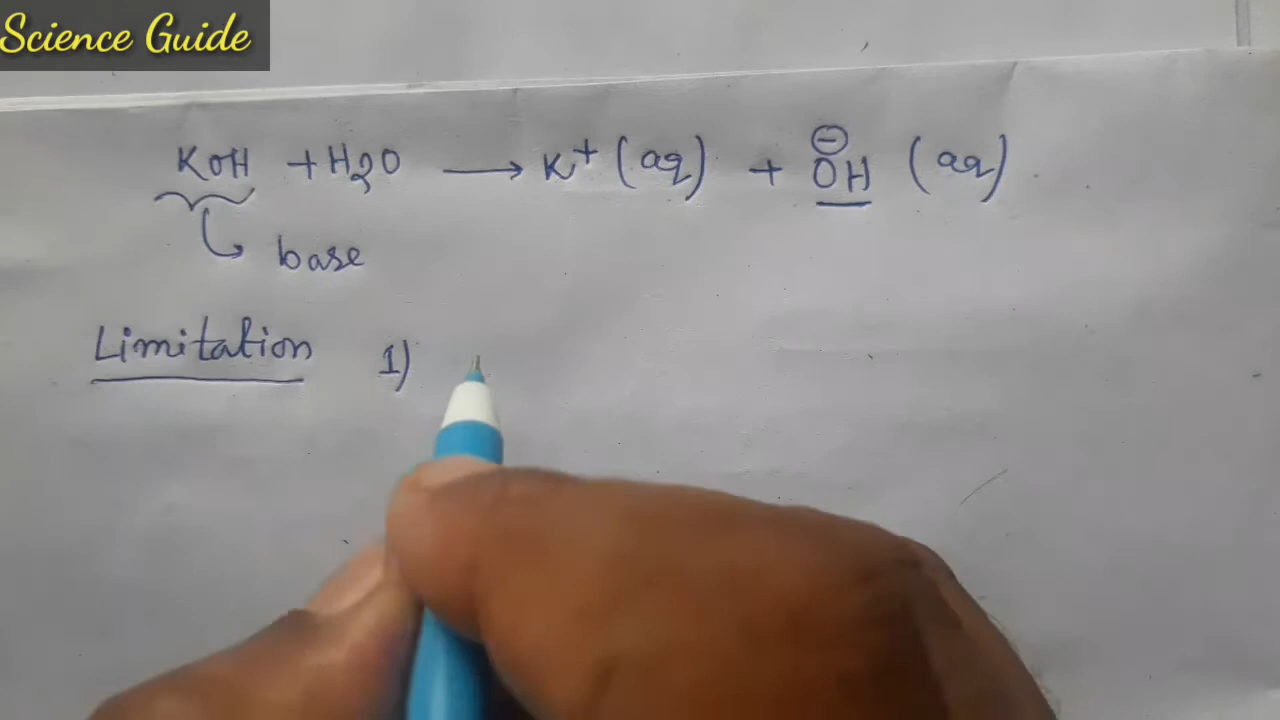 Science Guide
KOH + H2O ⟶ K⁺ (aq) + ⊖OH (aq)
base
Limitation 1)